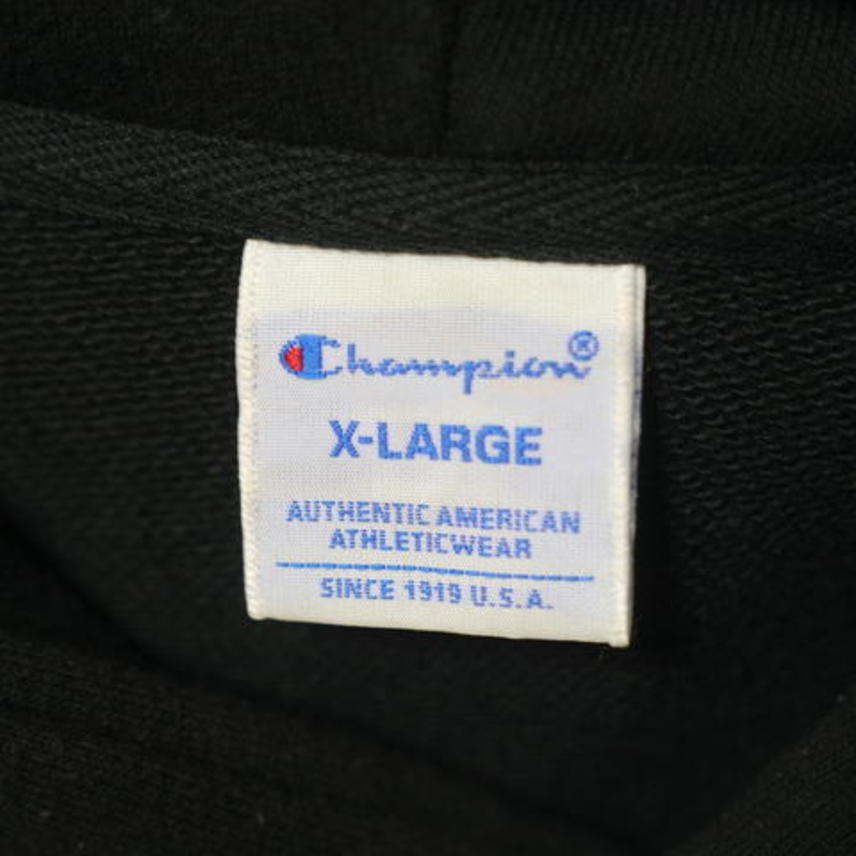 Champion®
X-LARGE
AUTHENTIC AMERICAN
ATHLETICWEAR
SINCE 1919 U.S.A.